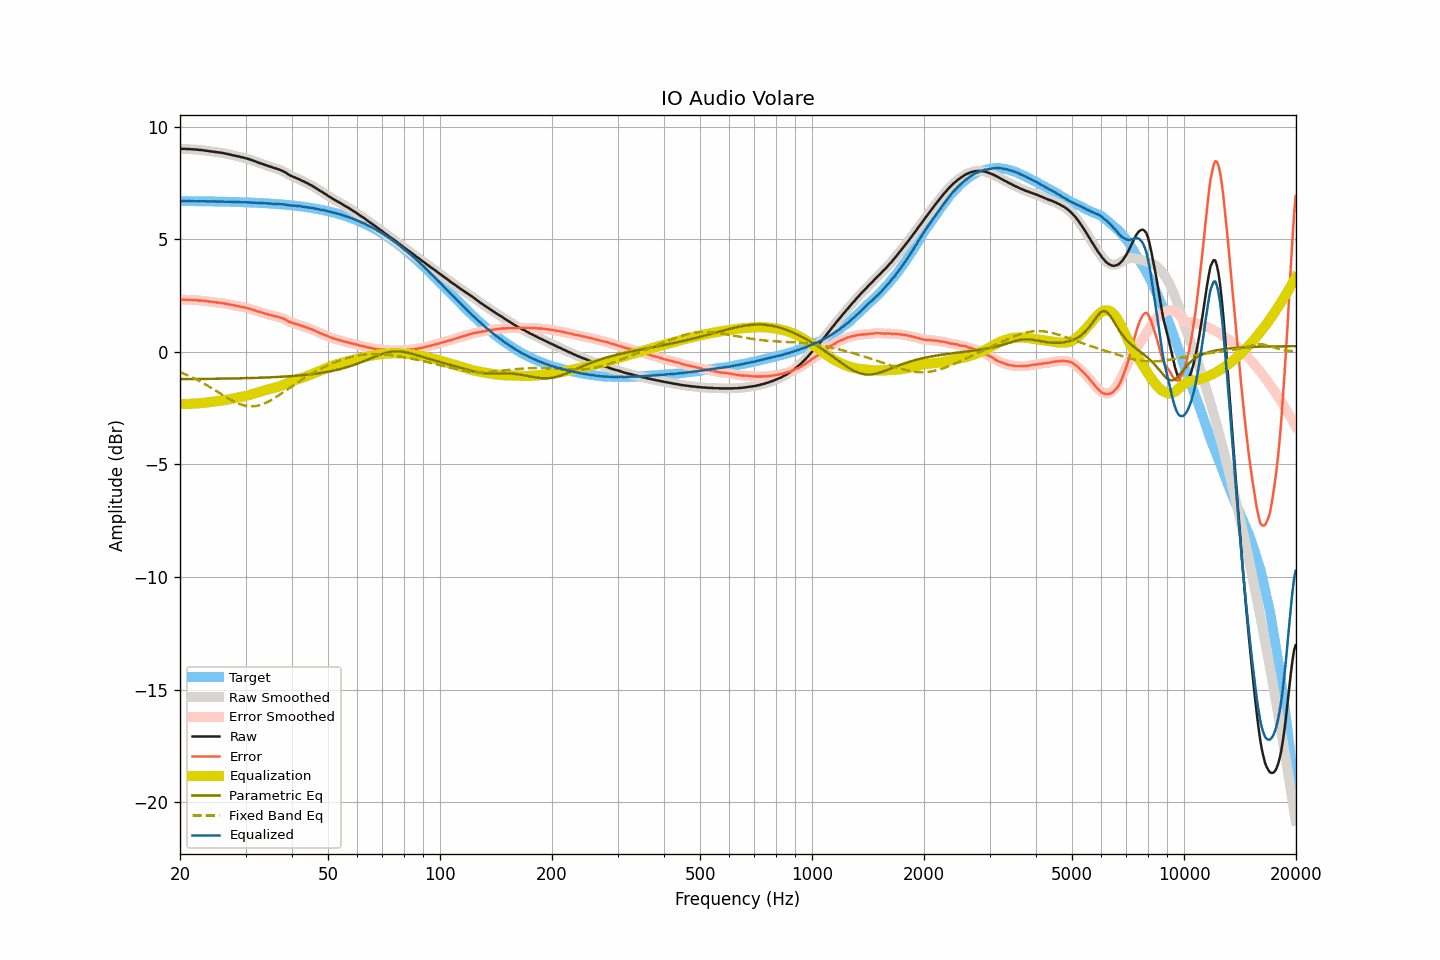 IO Audio Volare
10
5
0
−5
−10
−15
−20
Amplitude (dBr)
Target
Raw Smoothed
Error Smoothed
Raw
Error
Equalization
Parametric Eq
Fixed Band Eq
Equalized
20 50 100 200 500 1000 2000 5000 10000 20000
Frequency (Hz)